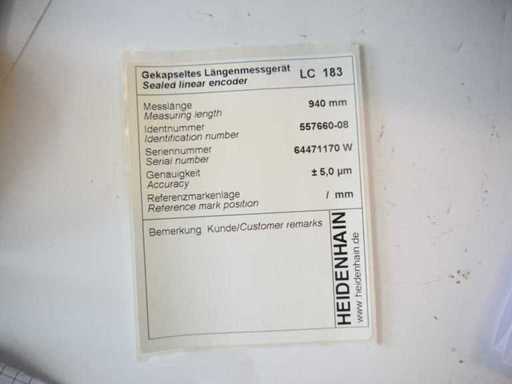 Gekapseltes Längenmessgerät LC 183
Sealed linear encoder
Messlänge 940 mm
Measuring length
Identnummer 557660-08
Identification number
Seriennummer 64471170 W
Serial number
Genauigkeit ± 5,0 µm
Accuracy
Referenzmarkenlage / mm
Reference mark position
Bemerkung Kunde/Customer remarks
HEIDENHAIN
www.heidenhain.de